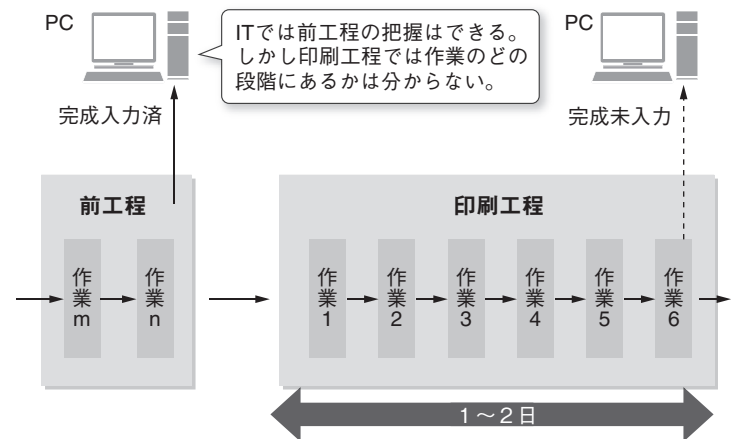 PC
ITでは前工程の把握はできる。
しかし印刷工程では作業のどの
段階にあるかは分からない。
PC
完成入力済
完成未入力
前工程
印刷工程
作業m
作業n
作業1
作業2
作業3
作業4
作業5
作業6
1～2日